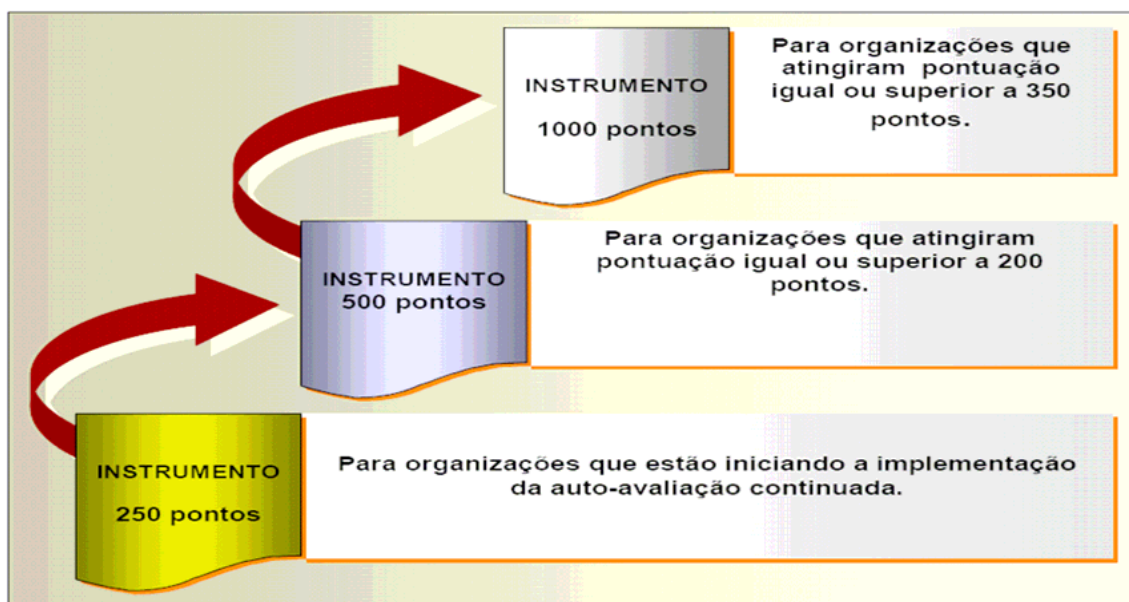 INSTRUMENTO
1000 pontos
Para organizações que
atingiram pontuação
igual ou superior a 350
pontos.
INSTRUMENTO
500 pontos
Para organizações que atingiram
pontuação igual ou superior a 200
pontos.
INSTRUMENTO
250 pontos
Para organizações que estão iniciando a implementação
da auto-avaliação continuada.